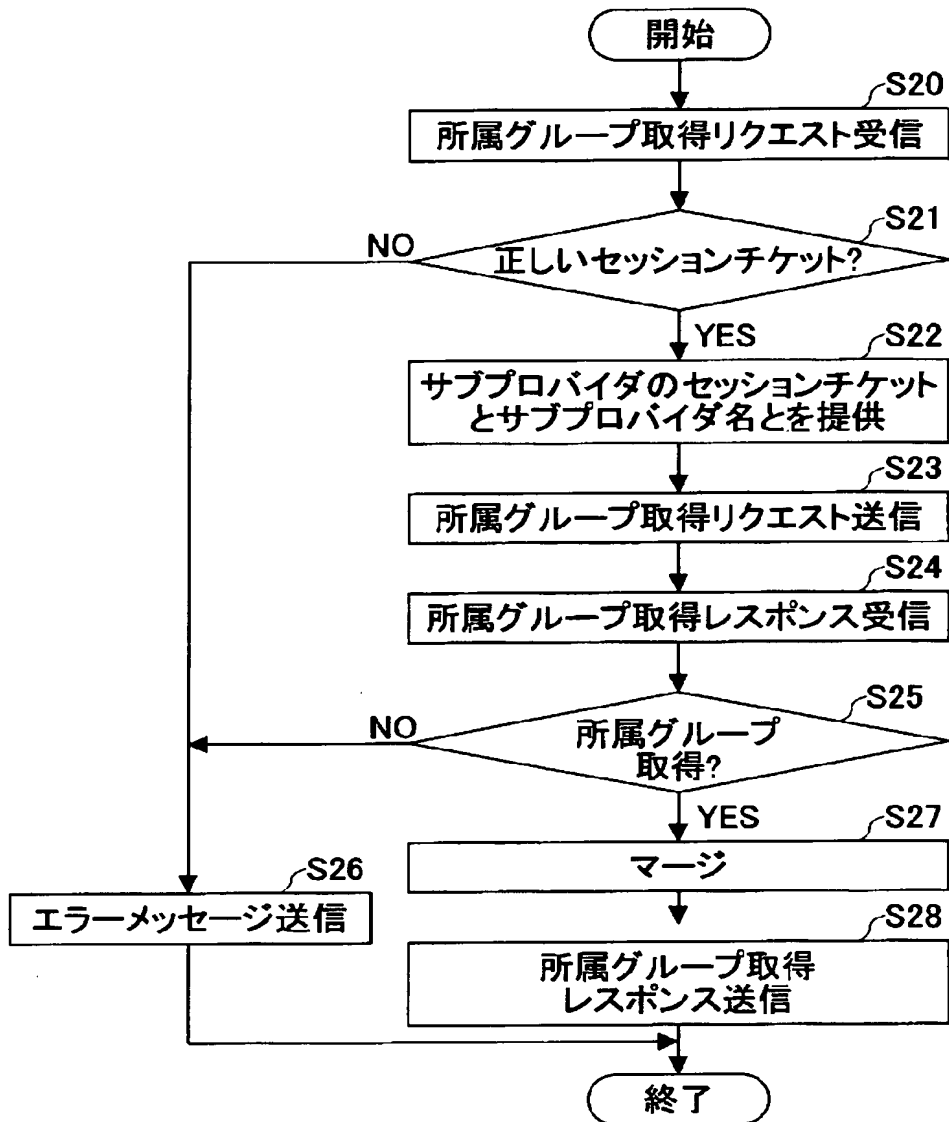 開始
S20
所属グループ取得リクエスト受信
S21
正しいセッションチケット?
NO
YES
S22
サブプロバイダのセッションチケット
とサブプロバイダ名とを提供
S23
所属グループ取得リクエスト送信
S24
所属グループ取得レスポンス受信
S25
所属グループ
取得?
NO
YES
S27
マージ
S26
エラーメッセージ送信
S28
所属グループ取得
レスポンス送信
終了